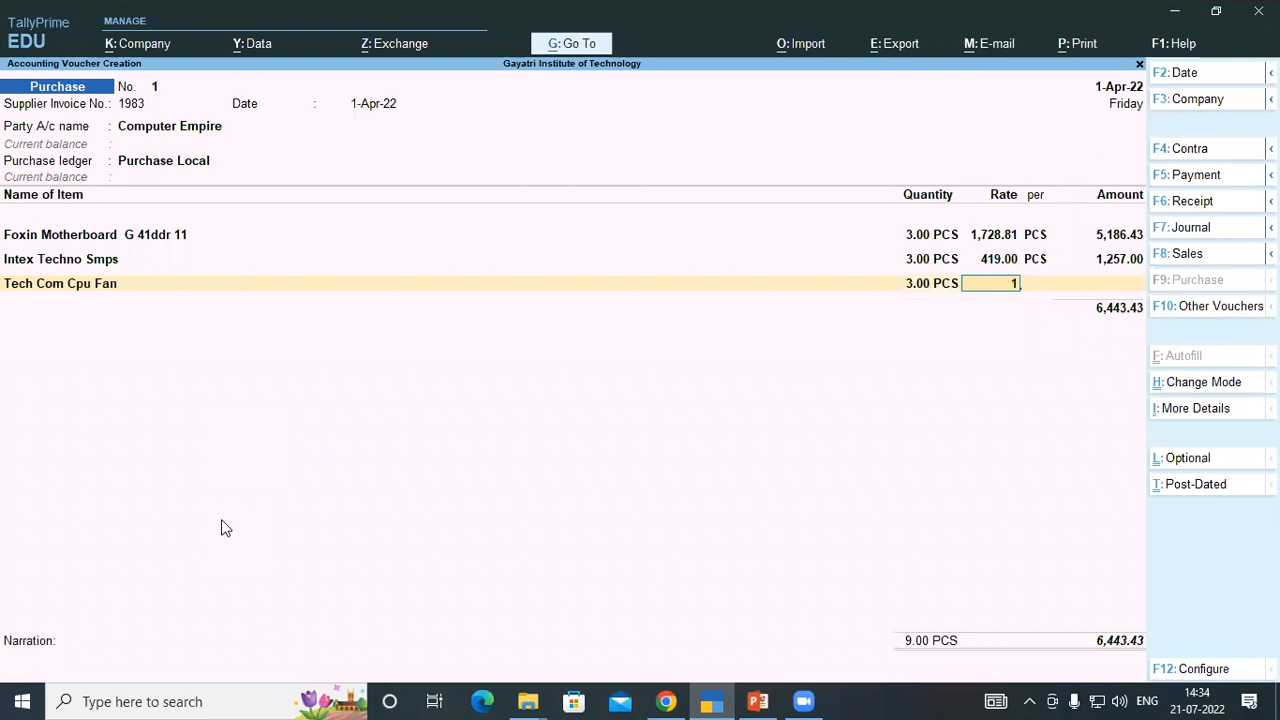 TallyPrime
EDU
MANAGE
K: Company
Y: Data
Z: Exchange
G: Go To
O: Import
E: Export
M: E-mail
P: Print
F1: Help
Accounting Voucher Creation
Gayatri Institute of Technology
×
Purchase No. 1
1-Apr-22
Supplier Invoice No.: 1983 Date : 1-Apr-22
Friday
Party A/c name : Computer Empire
Current balance :
Purchase ledger : Purchase Local
Current balance :
Name of Item Quantity Rate per Amount
Foxin Motherboard G 41ddr 11 3.00 PCS 1,728.81 PCS 5,186.43
Intex Techno Smps 3.00 PCS 419.00 PCS 1,257.00
Tech Com Cpu Fan 3.00 PCS 1
6,443.43
Narration: 9.00 PCS 6,443.43
F2: Date
F3: Company
F4: Contra
F5: Payment
F6: Receipt
F7: Journal
F8: Sales
F9: Purchase
F10: Other Vouchers
F: Autofill
H: Change Mode
I: More Details
L: Optional
T: Post-Dated
F12: Configure
Type here to search
ENG
14:34
21-07-2022